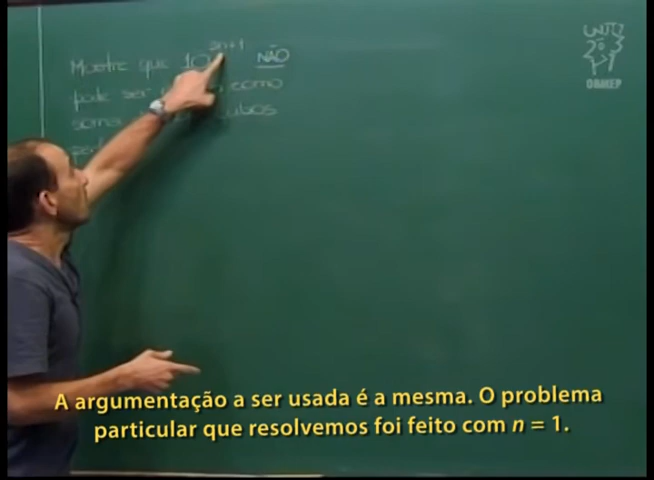 Mostre que 10 2n+1 NÃO
pode ser como
soma cubos
OBMEP
A argumentação a ser usada é a mesma. O problema
particular que resolvemos foi feito com n = 1.